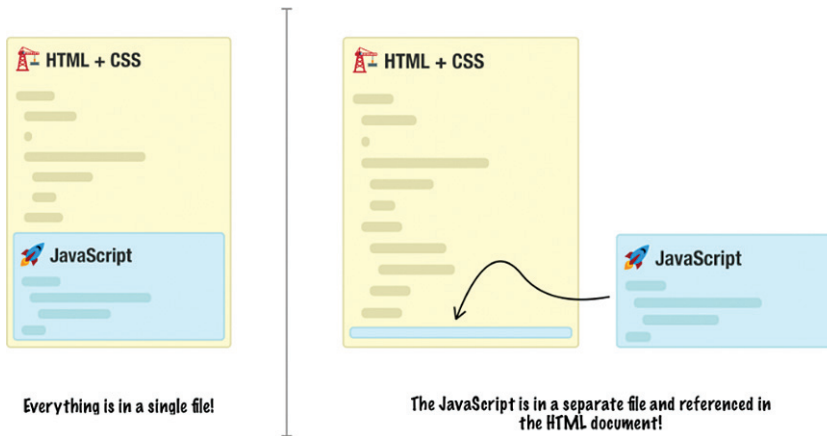 HTML + CSS
JavaScript
Everything is in a single file!
HTML + CSS
JavaScript
The JavaScript is in a separate file and referenced in
the HTML document!